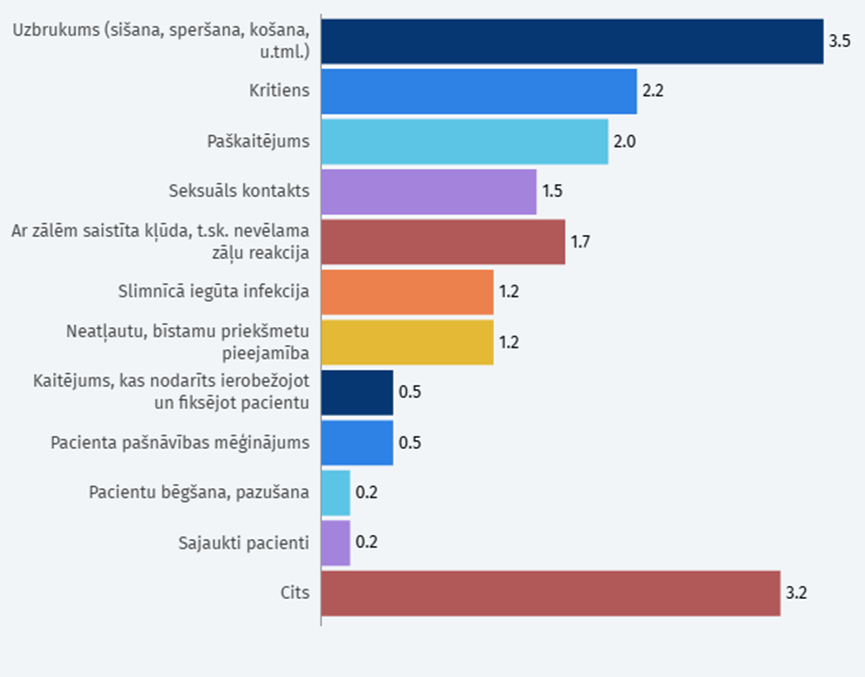 Uzbrukums (sišana, speršana, košana,
u.tml.)
3.5
Kritiens
2.2
Paškaitējums
2.0
Seksuāls kontakts
1.5
Ar zālēm saistīta kļūda, t.sk. nevēlama
zāļu reakcija
1.7
Slimnīcā iegūta infekcija
1.2
Neatļautu, bīstamu priekšmetu
pieejamība
1.2
Kaitējums, kas nodarīts ierobežojot
un fiksējot pacientu
0.5
Pacienta pašnāvības mēģinājums
0.5
Pacientu bēgšana, pazušana
0.2
Sajaukti pacienti
0.2
Cits
3.2